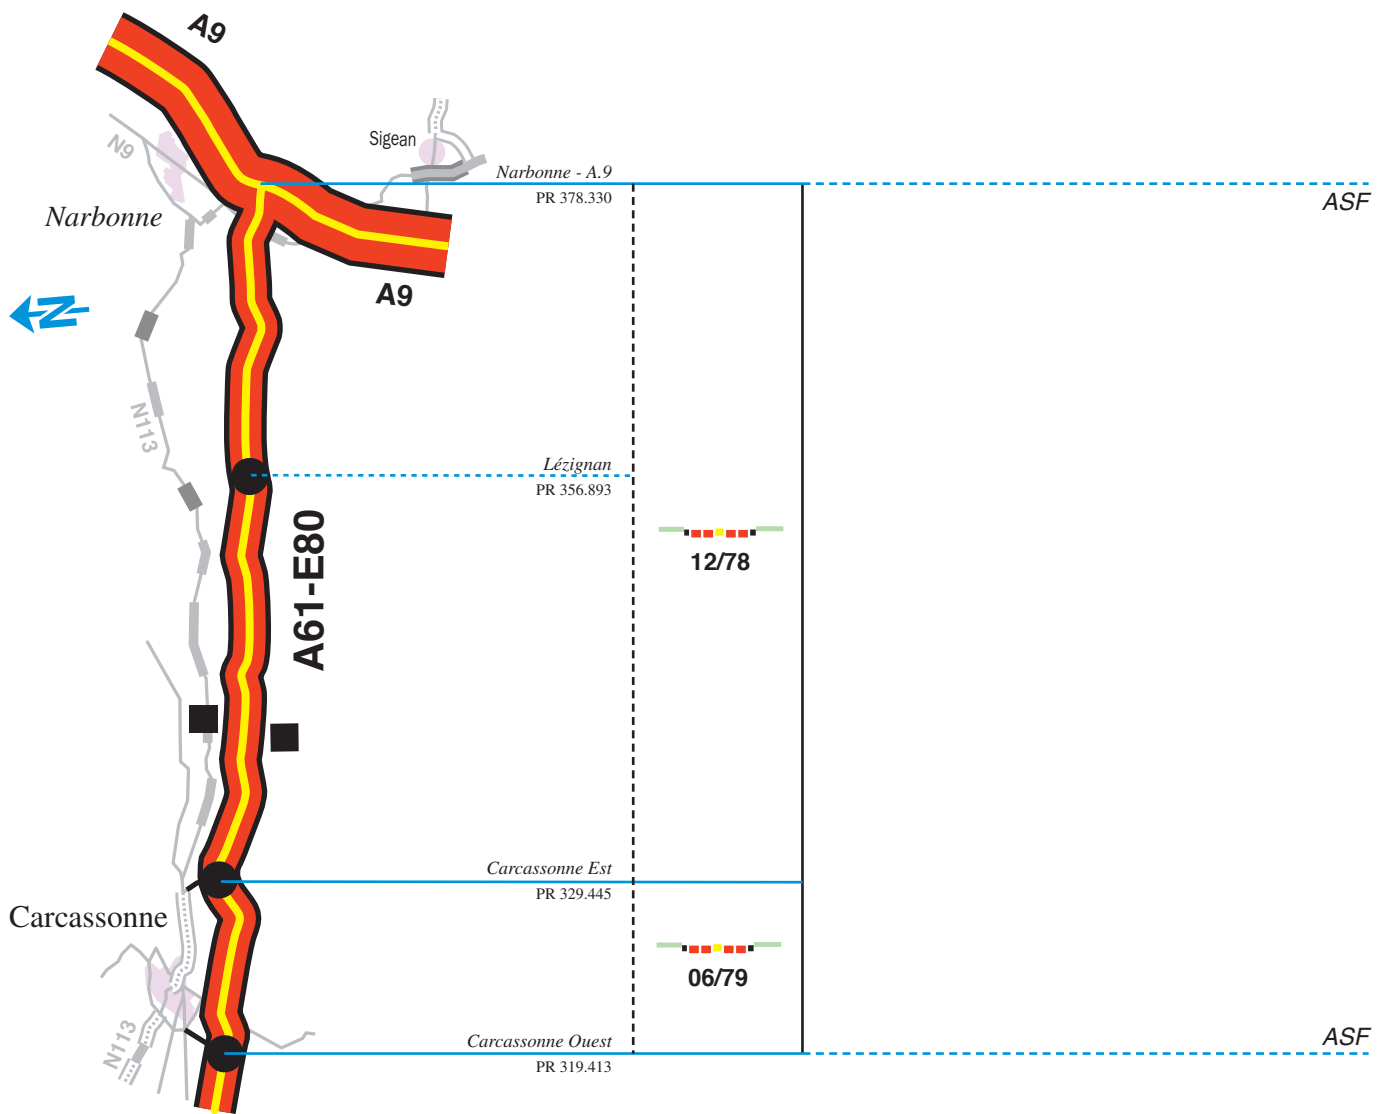 A9
Sigean
N9
Narbonne - A.9
PR 378.330
ASF
Narbonne
A9
N
N113
Lézignan
PR 356.893
A61-E80
12/78
Carcassonne Est
PR 329.445
Carcassonne
06/79
N113
Carcassonne Ouest
PR 319.413
ASF